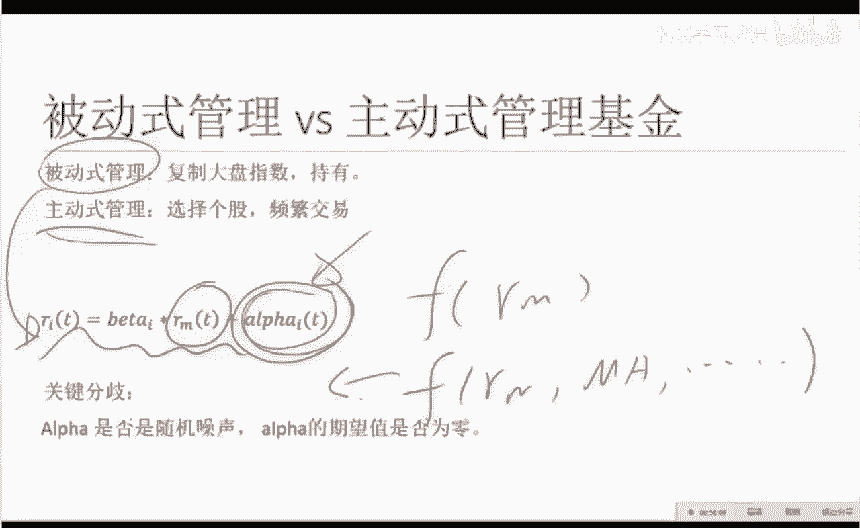 被动式管理 vs 主动式管理基金
被动式管理：复制大盘指数，持有。
主动式管理：选择个股，频繁交易
r_i(t) = beta_i * r_m(t) + alpha_i(t)
f( r_m )
f( r_m , MA, ...... )
关键分歧：
Alpha 是否是随机噪声， alpha的期望值是否为零。